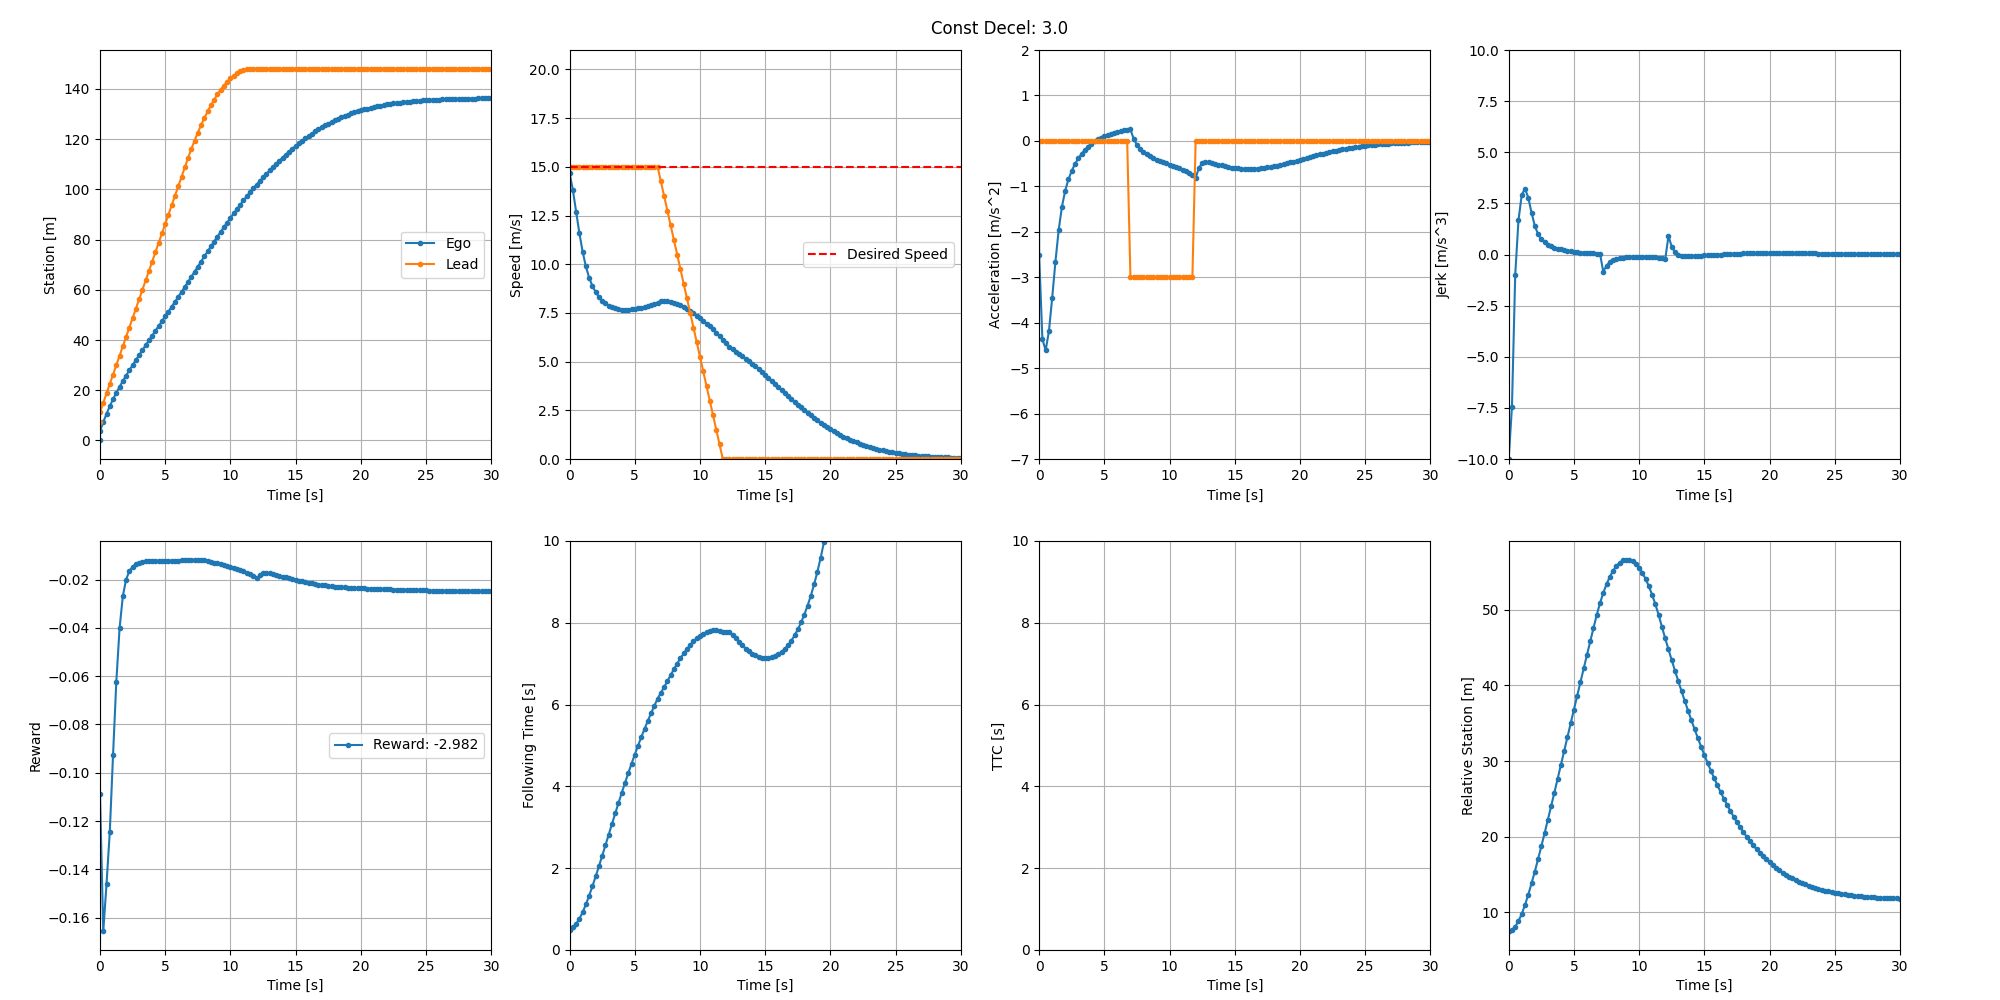 Const Decel: 3.0
Station [m]
140
120
100
80
60
40
20
0
Ego
Lead
0 5 10 15 20 25 30
Time [s]
Speed [m/s]
20.0
17.5
15.0
12.5
10.0
7.5
5.0
2.5
0.0
Desired Speed
0 5 10 15 20 25 30
Time [s]
Acceleration [m/s^2]
2
1
0
−1
−2
−3
−4
−5
−6
−7
0 5 10 15 20 25 30
Time [s]
Jerk [m/s^3]
10.0
7.5
5.0
2.5
0.0
−2.5
−5.0
−7.5
−10.0
0 5 10 15 20 25 30
Time [s]
Reward
−0.02
−0.04
−0.06
−0.08
−0.10
−0.12
−0.14
−0.16
Reward: -2.982
0 5 10 15 20 25 30
Time [s]
Following Time [s]
10
8
6
4
2
0
0 5 10 15 20 25 30
Time [s]
TTC [s]
10
8
6
4
2
0
0 5 10 15 20 25 30
Time [s]
Relative Station [m]
50
40
30
20
10
0 5 10 15 20 25 30
Time [s]